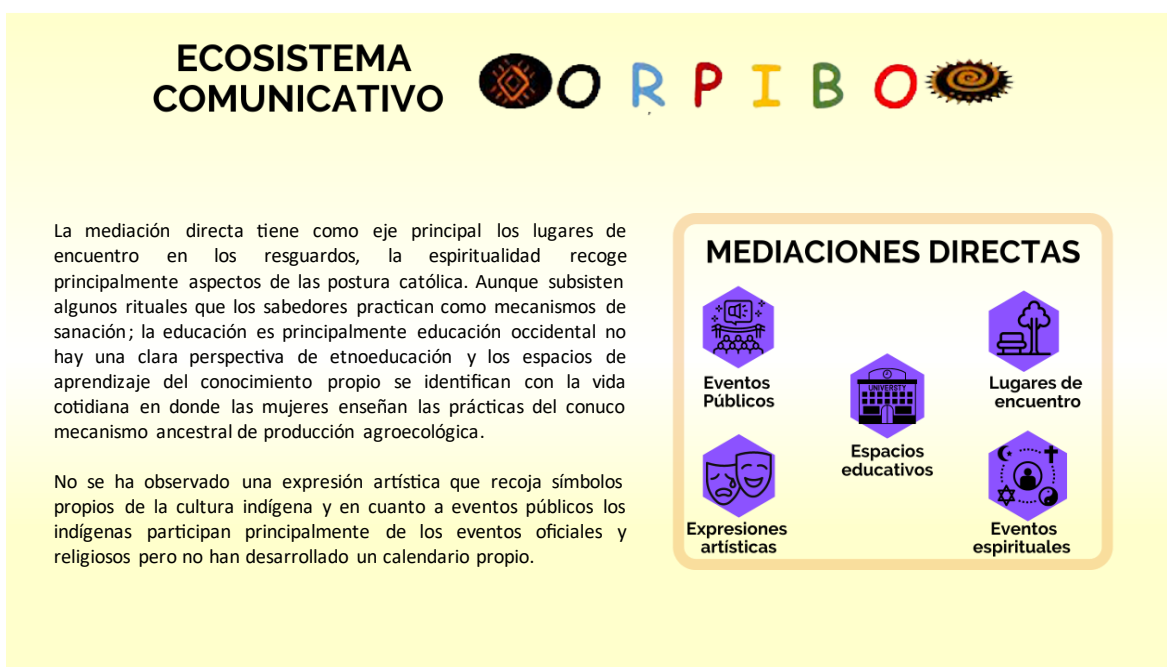 ECOSISTEMA
COMUNICATIVO
ORPIBO
La mediación directa tiene como eje principal los lugares de
encuentro en los resguardos, la espiritualidad recoge
principalmente aspectos de las postura católica. Aunque subsisten
algunos rituales que los sabedores practican como mecanismos de
sanación; la educación es principalmente educación occidental no
hay una clara perspectiva de etnoeducación y los espacios de
aprendizaje del conocimiento propio se identifican con la vida
cotidiana en donde las mujeres enseñan las prácticas del conuco
mecanismo ancestral de producción agroecológica.
No se ha observado una expresión artística que recoja símbolos
propios de la cultura indígena y en cuanto a eventos públicos los
indígenas participan principalmente de los eventos oficiales y
religiosos pero no han desarrollado un calendario propio.
MEDIACIONES DIRECTAS
Eventos
Públicos
UNIVERSTY
Espacios
educativos
Lugares de
encuentro
Expresiones
artísticas
Eventos
espirituales